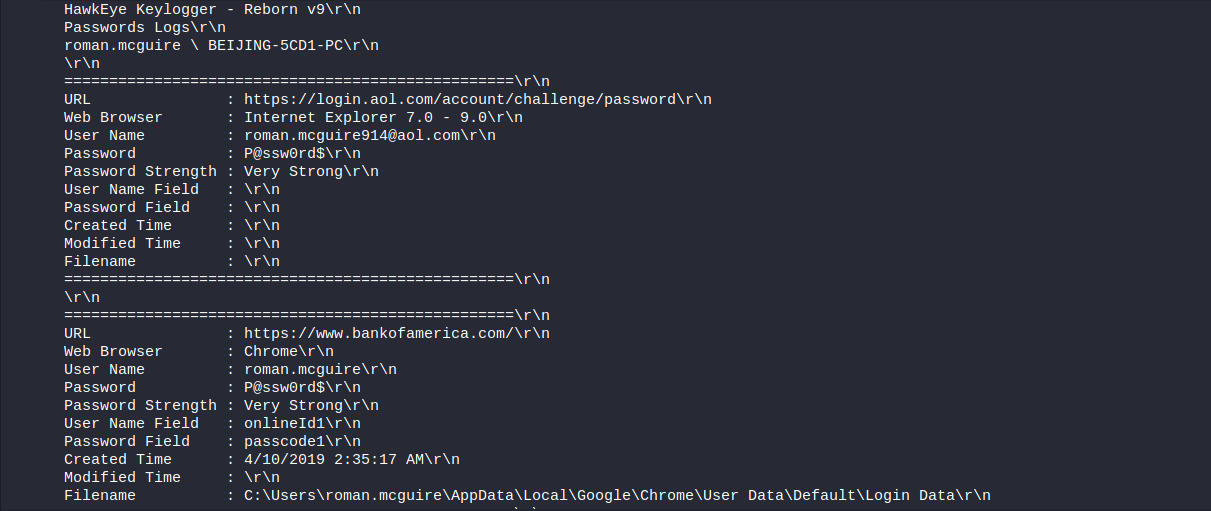 HawkEye Keylogger - Reborn v9\r\n
Passwords Logs\r\n
roman.mcguire \ BEIJING-5CD1-PC\r\n
\r\n
==================================================\r\n
URL               : https://login.aol.com/account/challenge/password\r\n
Web Browser       : Internet Explorer 7.0 - 9.0\r\n
User Name         : roman.mcguire914@aol.com\r\n
Password          : P@ssw0rd$\r\n
Password Strength : Very Strong\r\n
User Name Field   : \r\n
Password Field    : \r\n
Created Time      : \r\n
Modified Time     : \r\n
Filename          : \r\n
==================================================\r\n
\r\n
==================================================\r\n
URL               : https://www.bankofamerica.com/\r\n
Web Browser       : Chrome\r\n
User Name         : roman.mcguire\r\n
Password          : P@ssw0rd$\r\n
Password Strength : Very Strong\r\n
User Name Field   : onlineId1\r\n
Password Field    : passcode1\r\n
Created Time      : 4/10/2019 2:35:17 AM\r\n
Modified Time     : \r\n
Filename          : C:\Users\roman.mcguire\AppData\Local\Google\Chrome\User Data\Default\Login Data\r\n